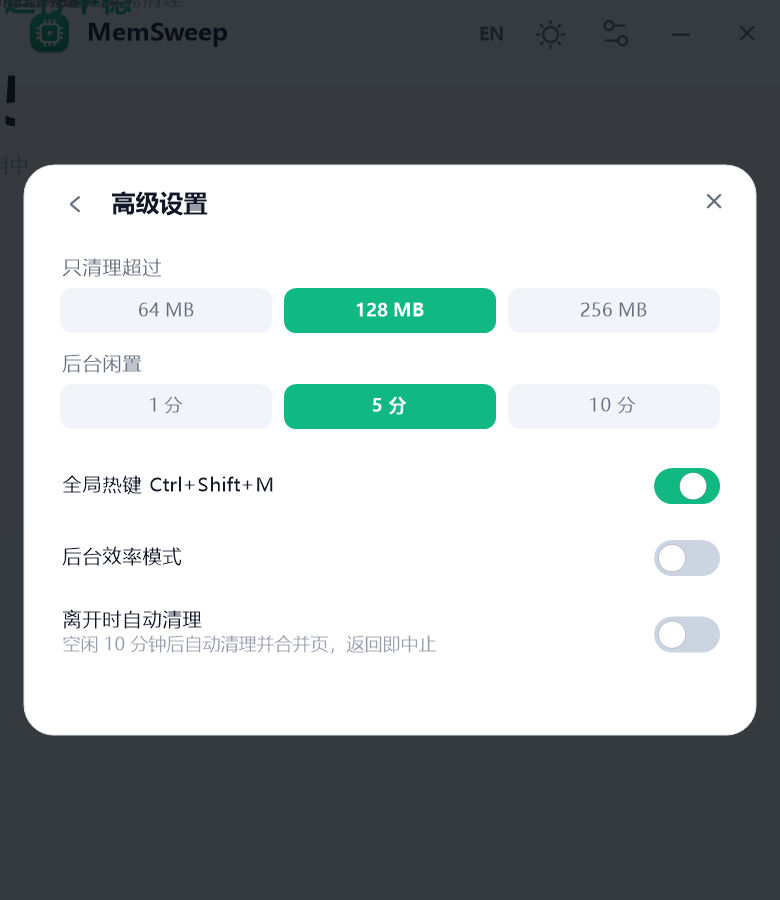 MemSweep
EN
高级设置
只清理超过
64 MB
128 MB
256 MB
后台闲置
1 分
5 分
10 分
全局热键 Ctrl+Shift+M
后台效率模式
离开时自动清理
空闲 10 分钟后自动清理并合并页，返回即中止